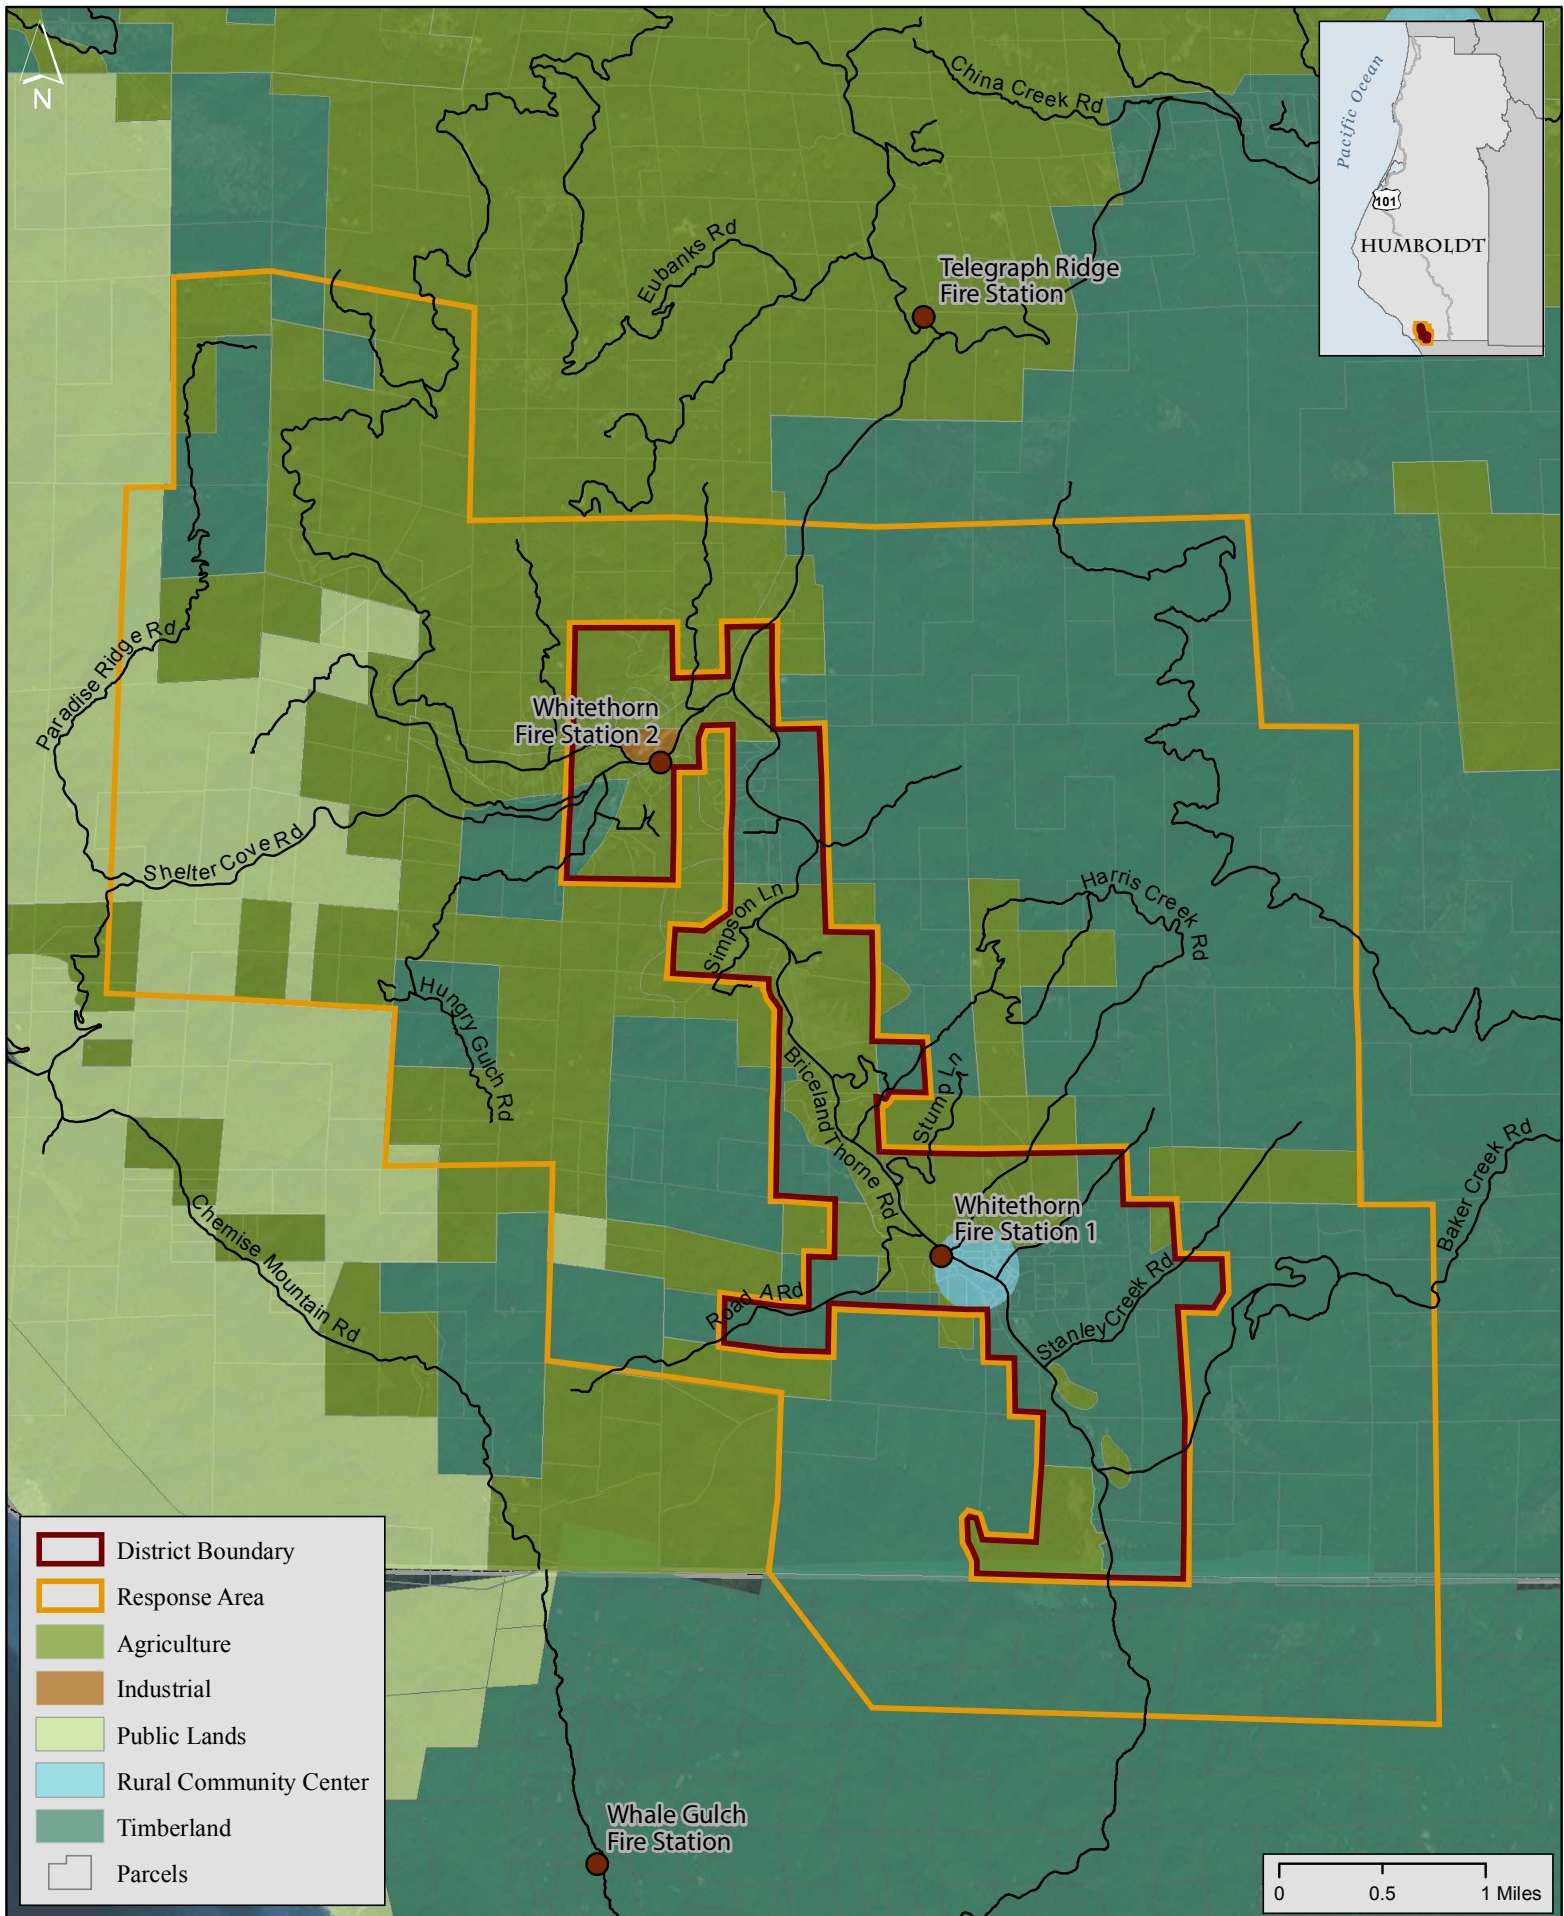 N
China Creek Rd
Pacific Ocean
101
HUMBOLDT
Eubanks Rd
Telegraph Ridge
Fire Station
Paradise Ridge Rd
Whitethorn
Fire Station 2
Shelter Cove Rd
Simpson Ln
Harris Creek Rd
Hungry Gulch Rd
Briceland Thorne Rd
Stump Ln
Baker Creek Rd
Whitethorn
Fire Station 1
Chemise Mountain Rd
Road A Rd
Stanley Creek Rd
District Boundary
Response Area
Agriculture
Industrial
Public Lands
Rural Community Center
Timberland
Parcels
Whale Gulch
Fire Station
0 0.5 1 Miles